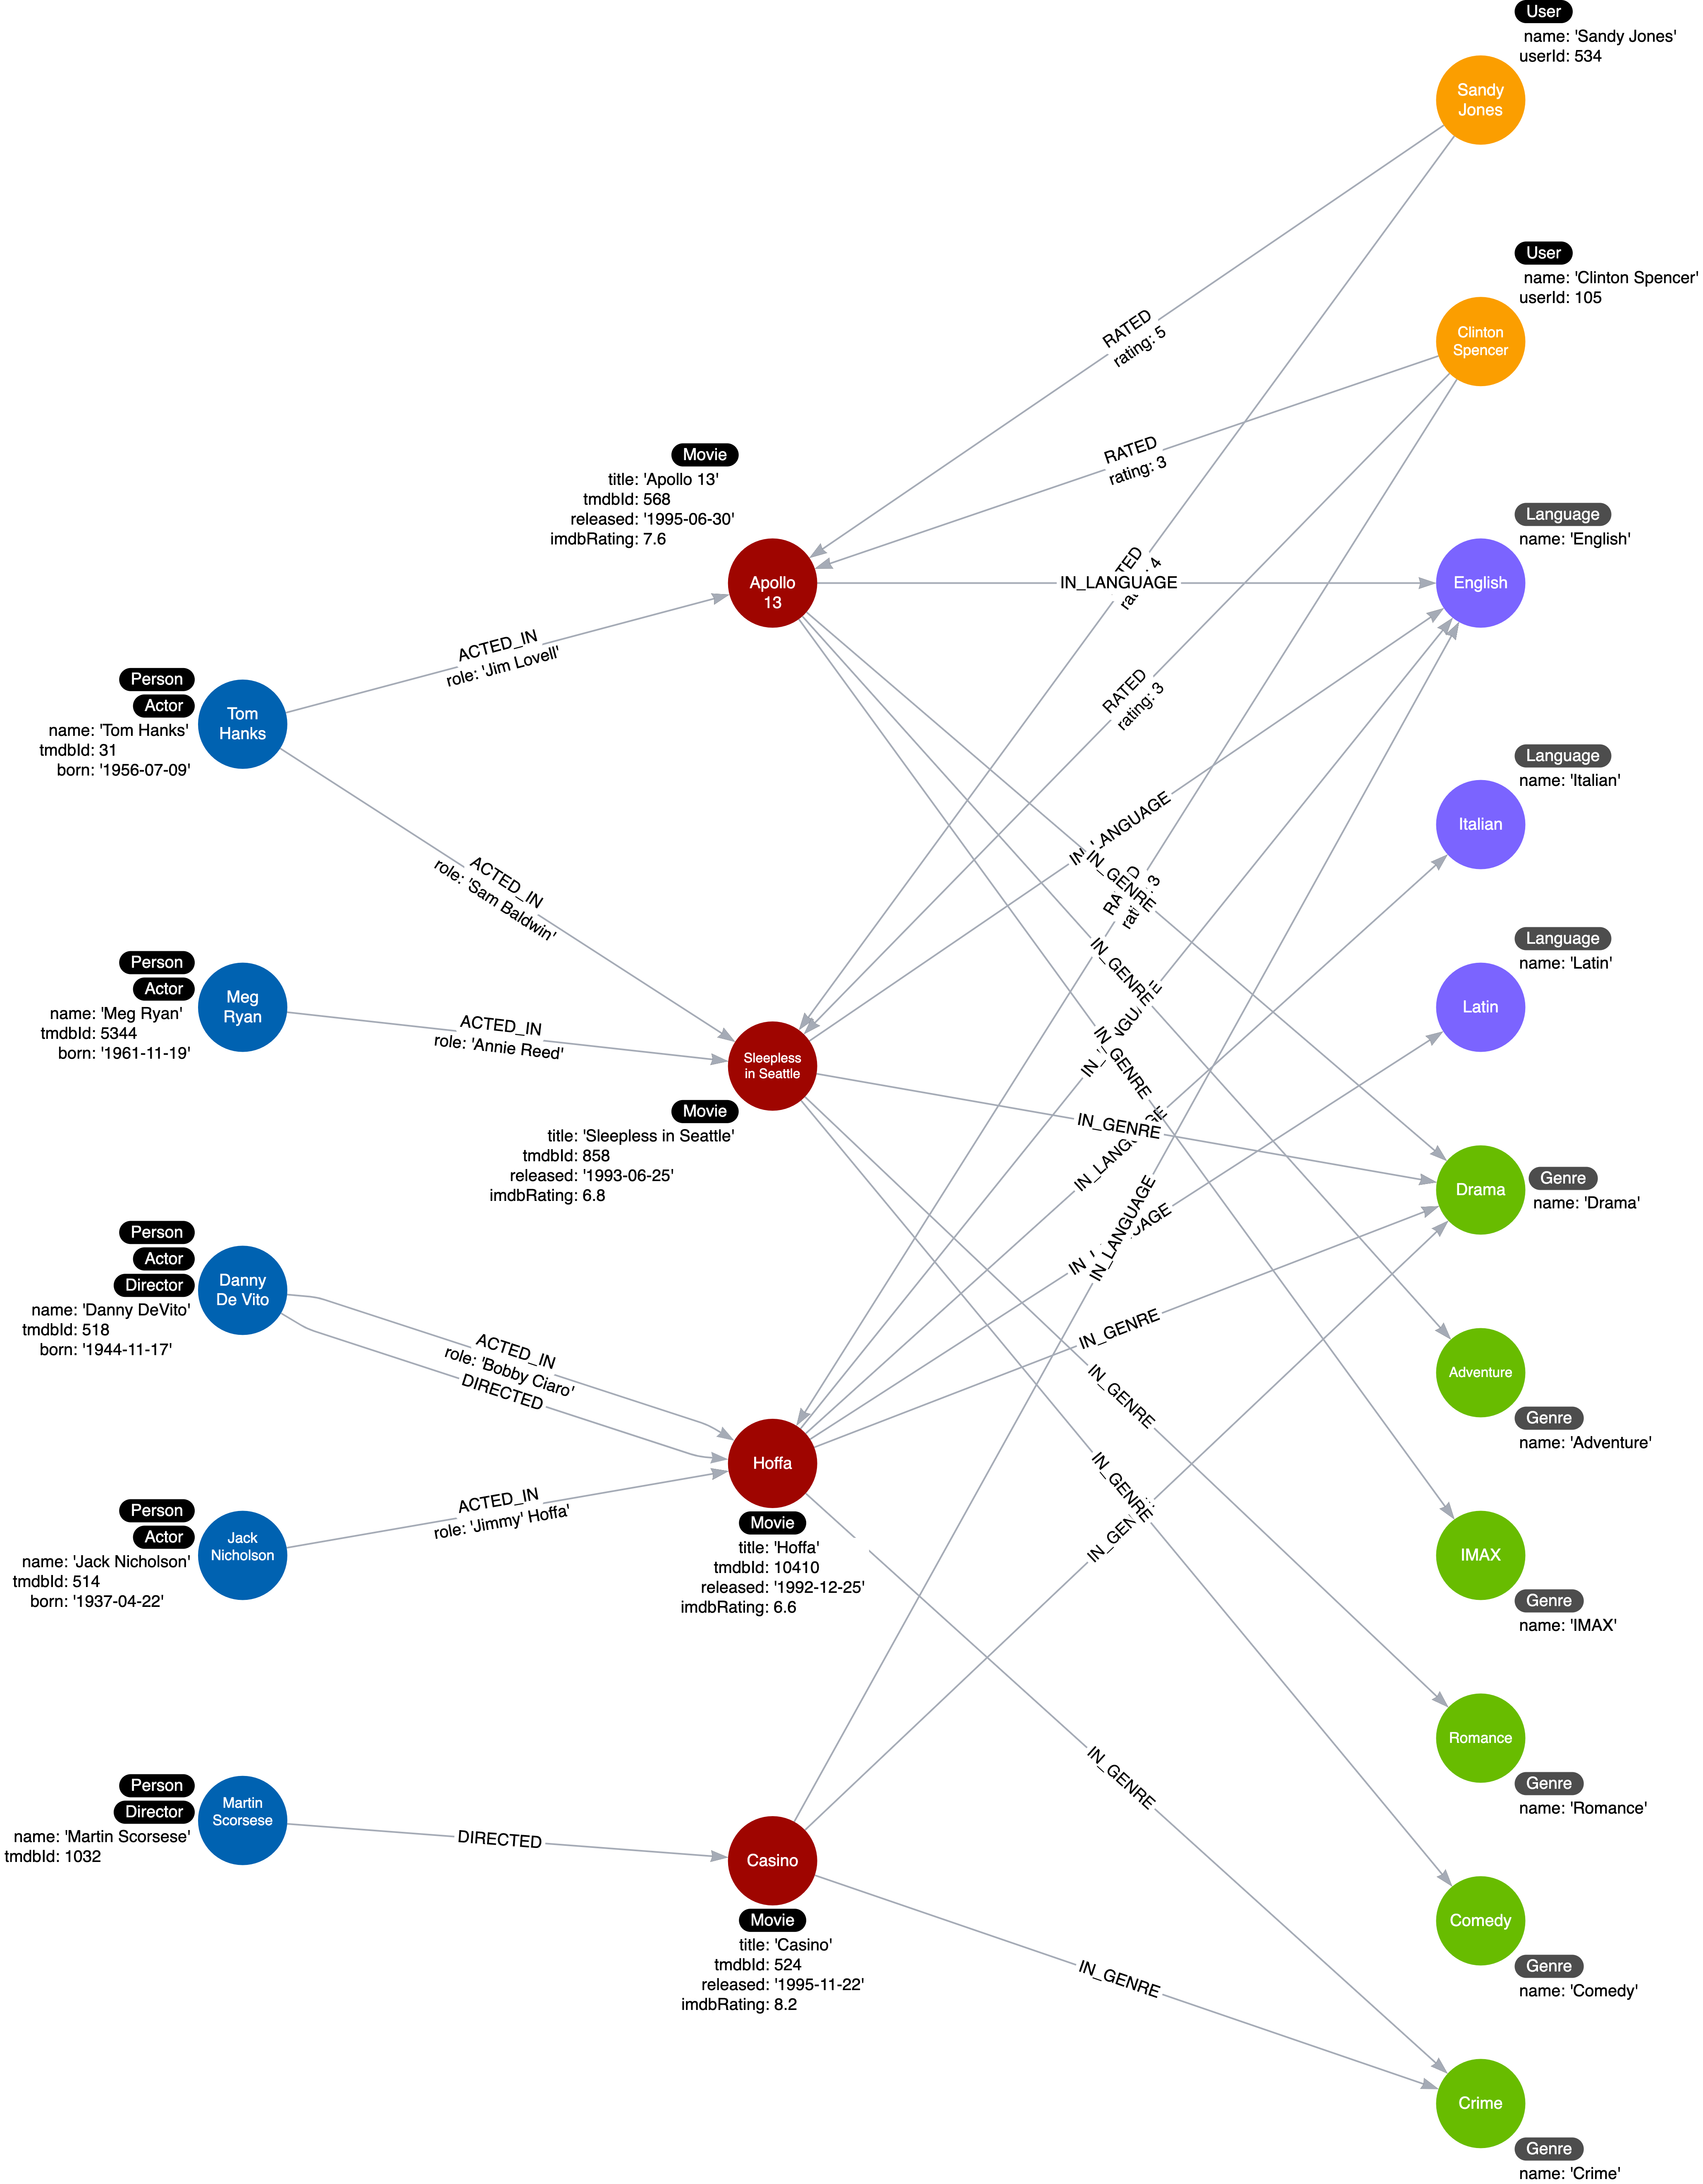 User
name: 'Sandy Jones'
userId: 534
Sandy
Jones
User
name: 'Clinton Spencer'
userId: 105
Clinton
Spencer
RATED
rating: 5
RATED
rating: 3
Movie
title: 'Apollo 13'
tmdbId: 568
released: '1995-06-30'
imdbRating: 7.6
Apollo
13
IN_LANGUAGE
4
Language
name: 'English'
English
ACTED_IN
role: 'Jim Lovell'
Person
Actor
name: 'Tom Hanks'
tmdbId: 31
born: '1956-07-09'
Tom
Hanks
RATED
rating: 3
Language
name: 'Italian'
Italian
IN_LANGUAGE
IN_GENRE
3
ACTED_IN
role: 'Sam Baldwin'
Language
name: 'Latin'
Latin
Person
Actor
name: 'Meg Ryan'
tmdbId: 5344
born: '1961-11-19'
Meg
Ryan
ACTED_IN
role: 'Annie Reed'
IN_GENRE
IN_GENRE
Sleepless
in Seattle
Movie
title: 'Sleepless in Seattle'
tmdbId: 858
released: '1993-06-25'
imdbRating: 6.8
IN_GENRE
IN_LANGUAGE
Drama
Genre
name: 'Drama'
Person
Actor
Director
name: 'Danny DeVito'
tmdbId: 518
born: '1944-11-17'
Danny
De Vito
ACTED_IN
role: 'Bobby Ciaro'
DIRECTED
IN_GENRE
IN_GENRE
Adventure
Genre
name: 'Adventure'
Hoffa
Movie
title: 'Hoffa'
tmdbId: 10410
released: '1992-12-25'
imdbRating: 6.6
Person
Actor
name: 'Jack Nicholson'
tmdbId: 514
born: '1937-04-22'
Jack
Nicholson
ACTED_IN
role: 'Jimmy' Hoffa'
IN_GENRE
IMAX
Genre
name: 'IMAX'
Romance
Genre
name: 'Romance'
IN_GENRE
Person
Director
name: 'Martin Scorsese'
tmdbId: 1032
Martin
Scorsese
DIRECTED
Casino
Movie
title: 'Casino'
tmdbId: 524
released: '1995-11-22'
imdbRating: 8.2
IN_GENRE
Comedy
Genre
name: 'Comedy'
Crime
Genre
name: 'Crime'